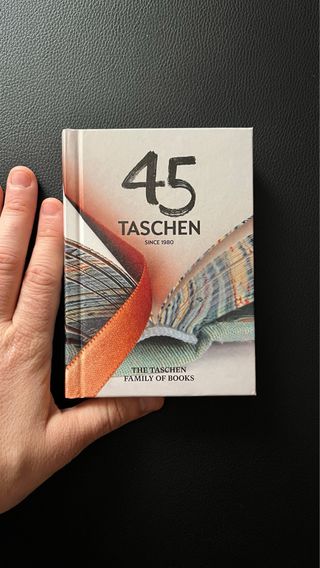 45
TASCHEN
SINCE 1980
THE TASCHEN
FAMILY OF BOOKS